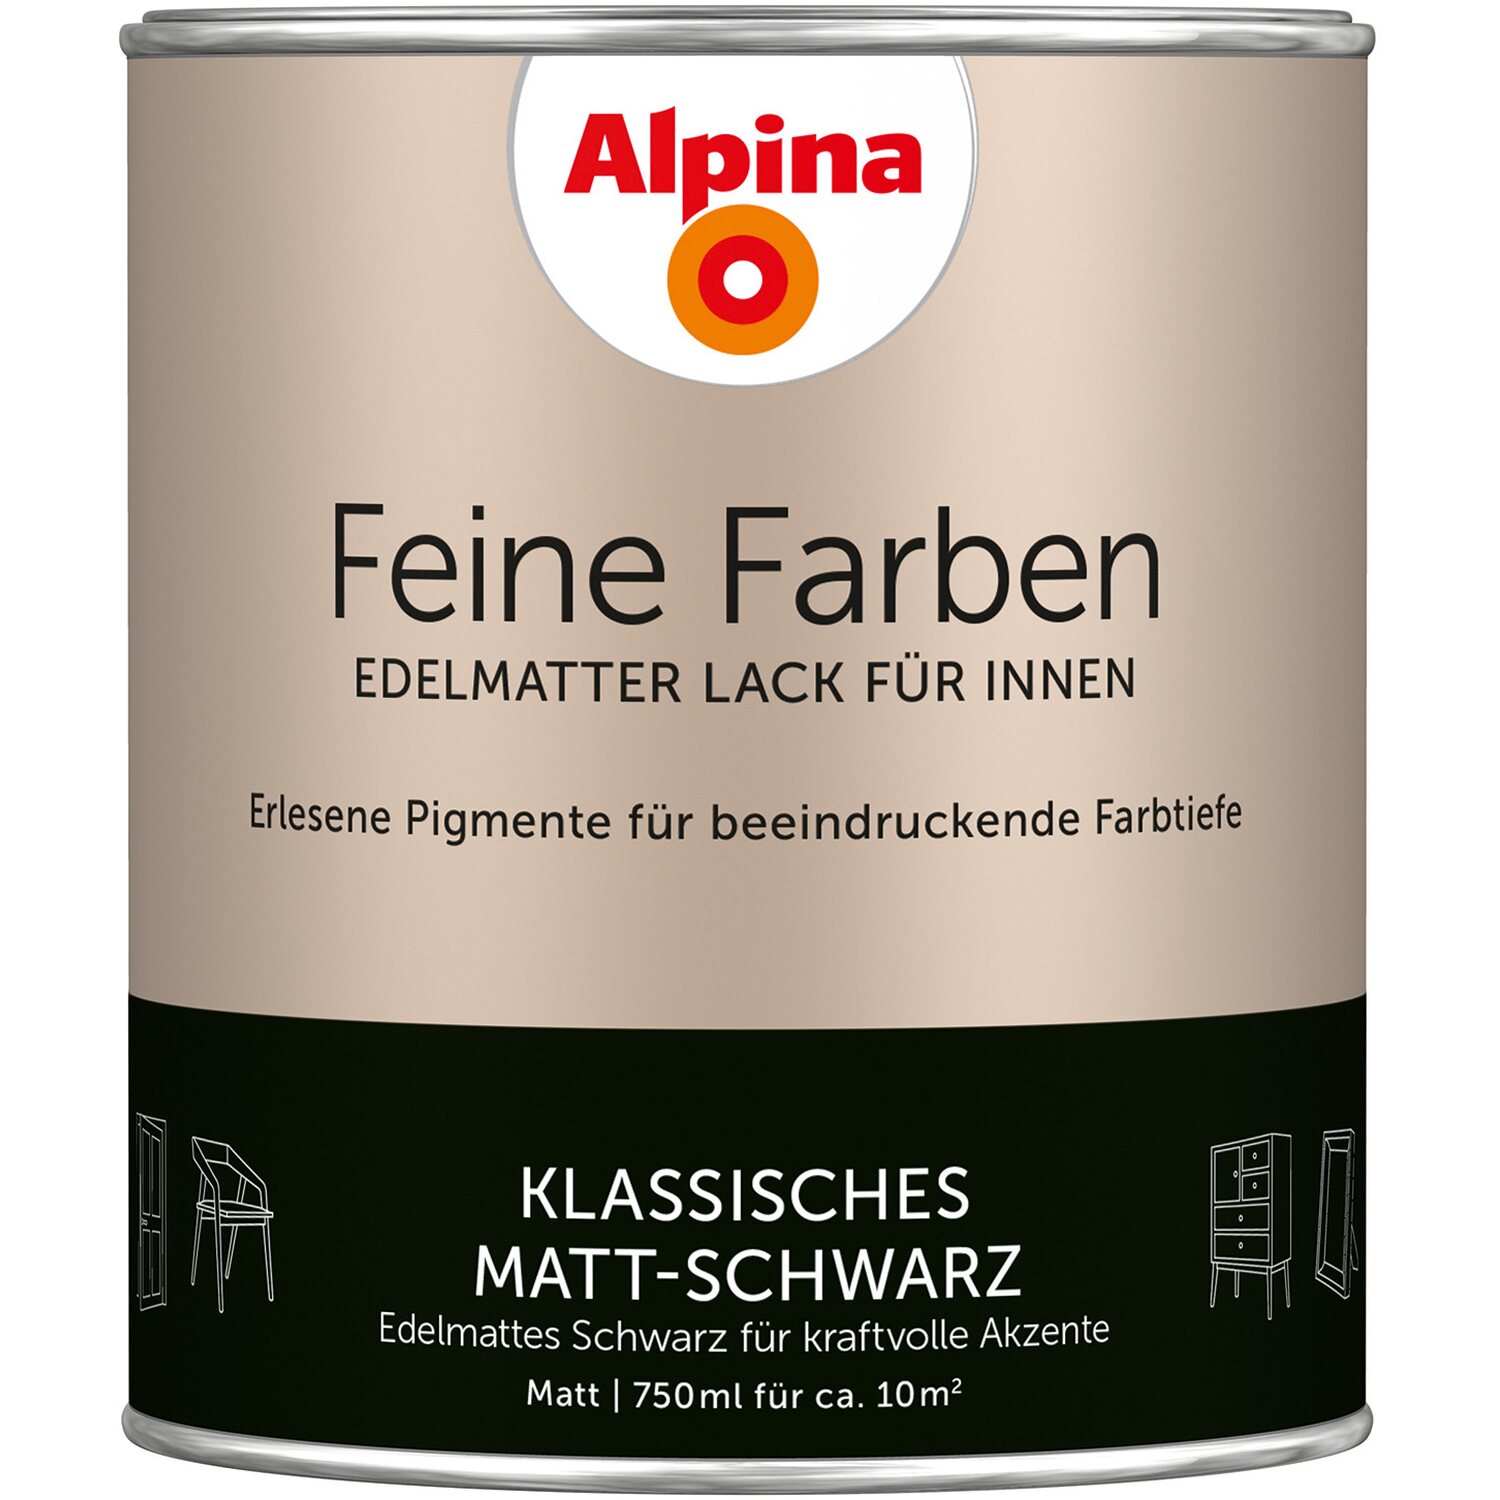 Alpina
Feine Farben
EDELMATTER LACK FÜR INNEN
Erlesene Pigmente für beeindruckende Farbtiefe
KLASSISCHES
MATT-SCHWARZ
Edelmattes Schwarz für kraftvolle Akzente
Matt | 750ml für ca. 10m²